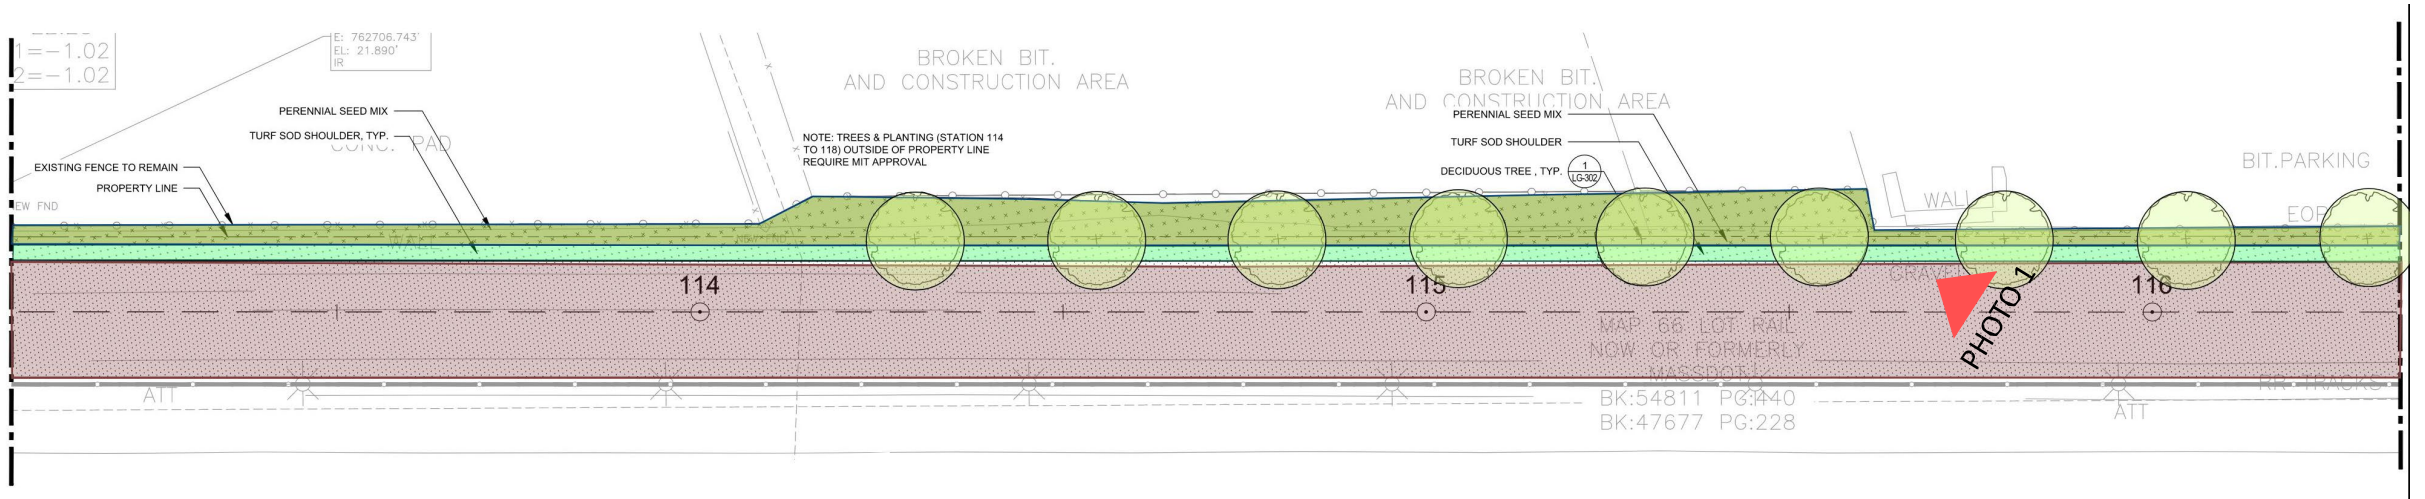 1=-1.02
2=-1.02
E: 762706.743'
EL: 21.890'
IR
BROKEN BIT.
AND CONSTRUCTION AREA
BROKEN BIT.
AND CONSTRUCTION AREA
PERENNIAL SEED MIX
TURF SOD SHOULDER, TYP.
CONC. PAD
EXISTING FENCE TO REMAIN
PROPERTY LINE
EW FND
NOTE: TREES & PLANTING (STATION 114
TO 118) OUTSIDE OF PROPERTY LINE
REQUIRE MIT APPROVAL
PERENNIAL SEED MIX
TURF SOD SHOULDER
DECIDUOUS TREE , TYP.
1
LG-302
BIT.PARKING
WALL
EOP
WALL
NEW FND
GRAVEL
114
115
116
PHOTO 1
MAP 66 LOT RAIL
NOW OR FORMERLY
MASSDOT
BK:54811 PG:440
BK:47677 PG:228
RR TRACKS
ATT
ATT